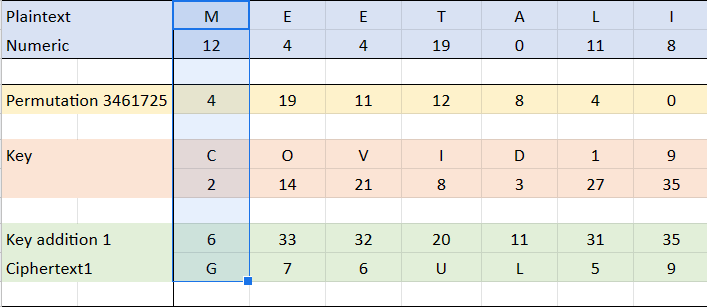 Plaintext M E E T A L I
Numeric 12 4 4 19 0 11 8
Permutation 3461725 4 19 11 12 8 4 0
Key C O V I D 1 9
2 14 21 8 3 27 35
Key addition 1 6 33 32 20 11 31 35
Ciphertext1 G 7 6 U L 5 9